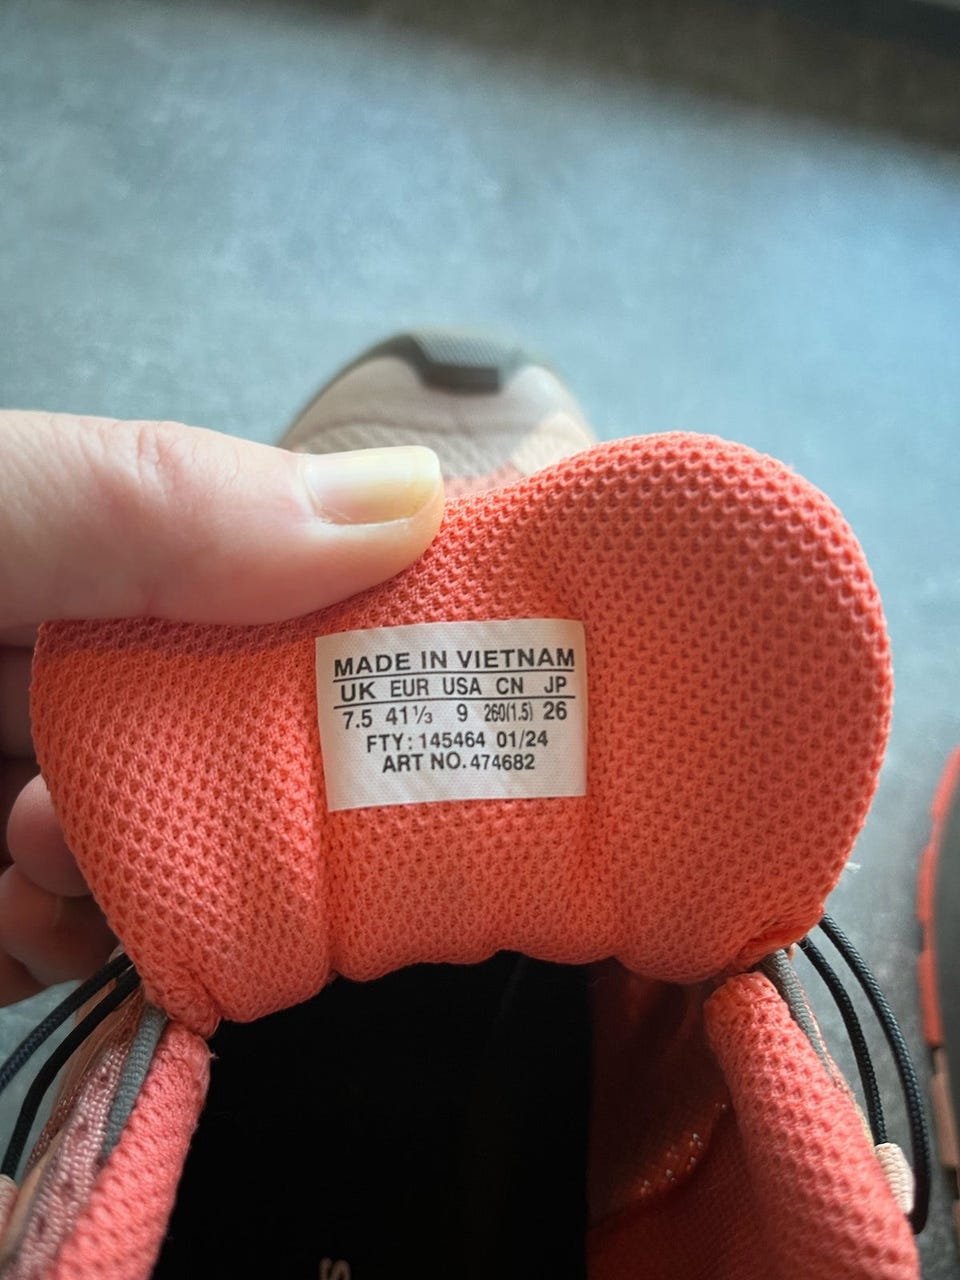 MADE IN VIETNAM
UK EUR USA CN JP
7.5 41⅓ 9 260(1.5) 26
FTY: 145464 01/24
ART NO. 474682
S